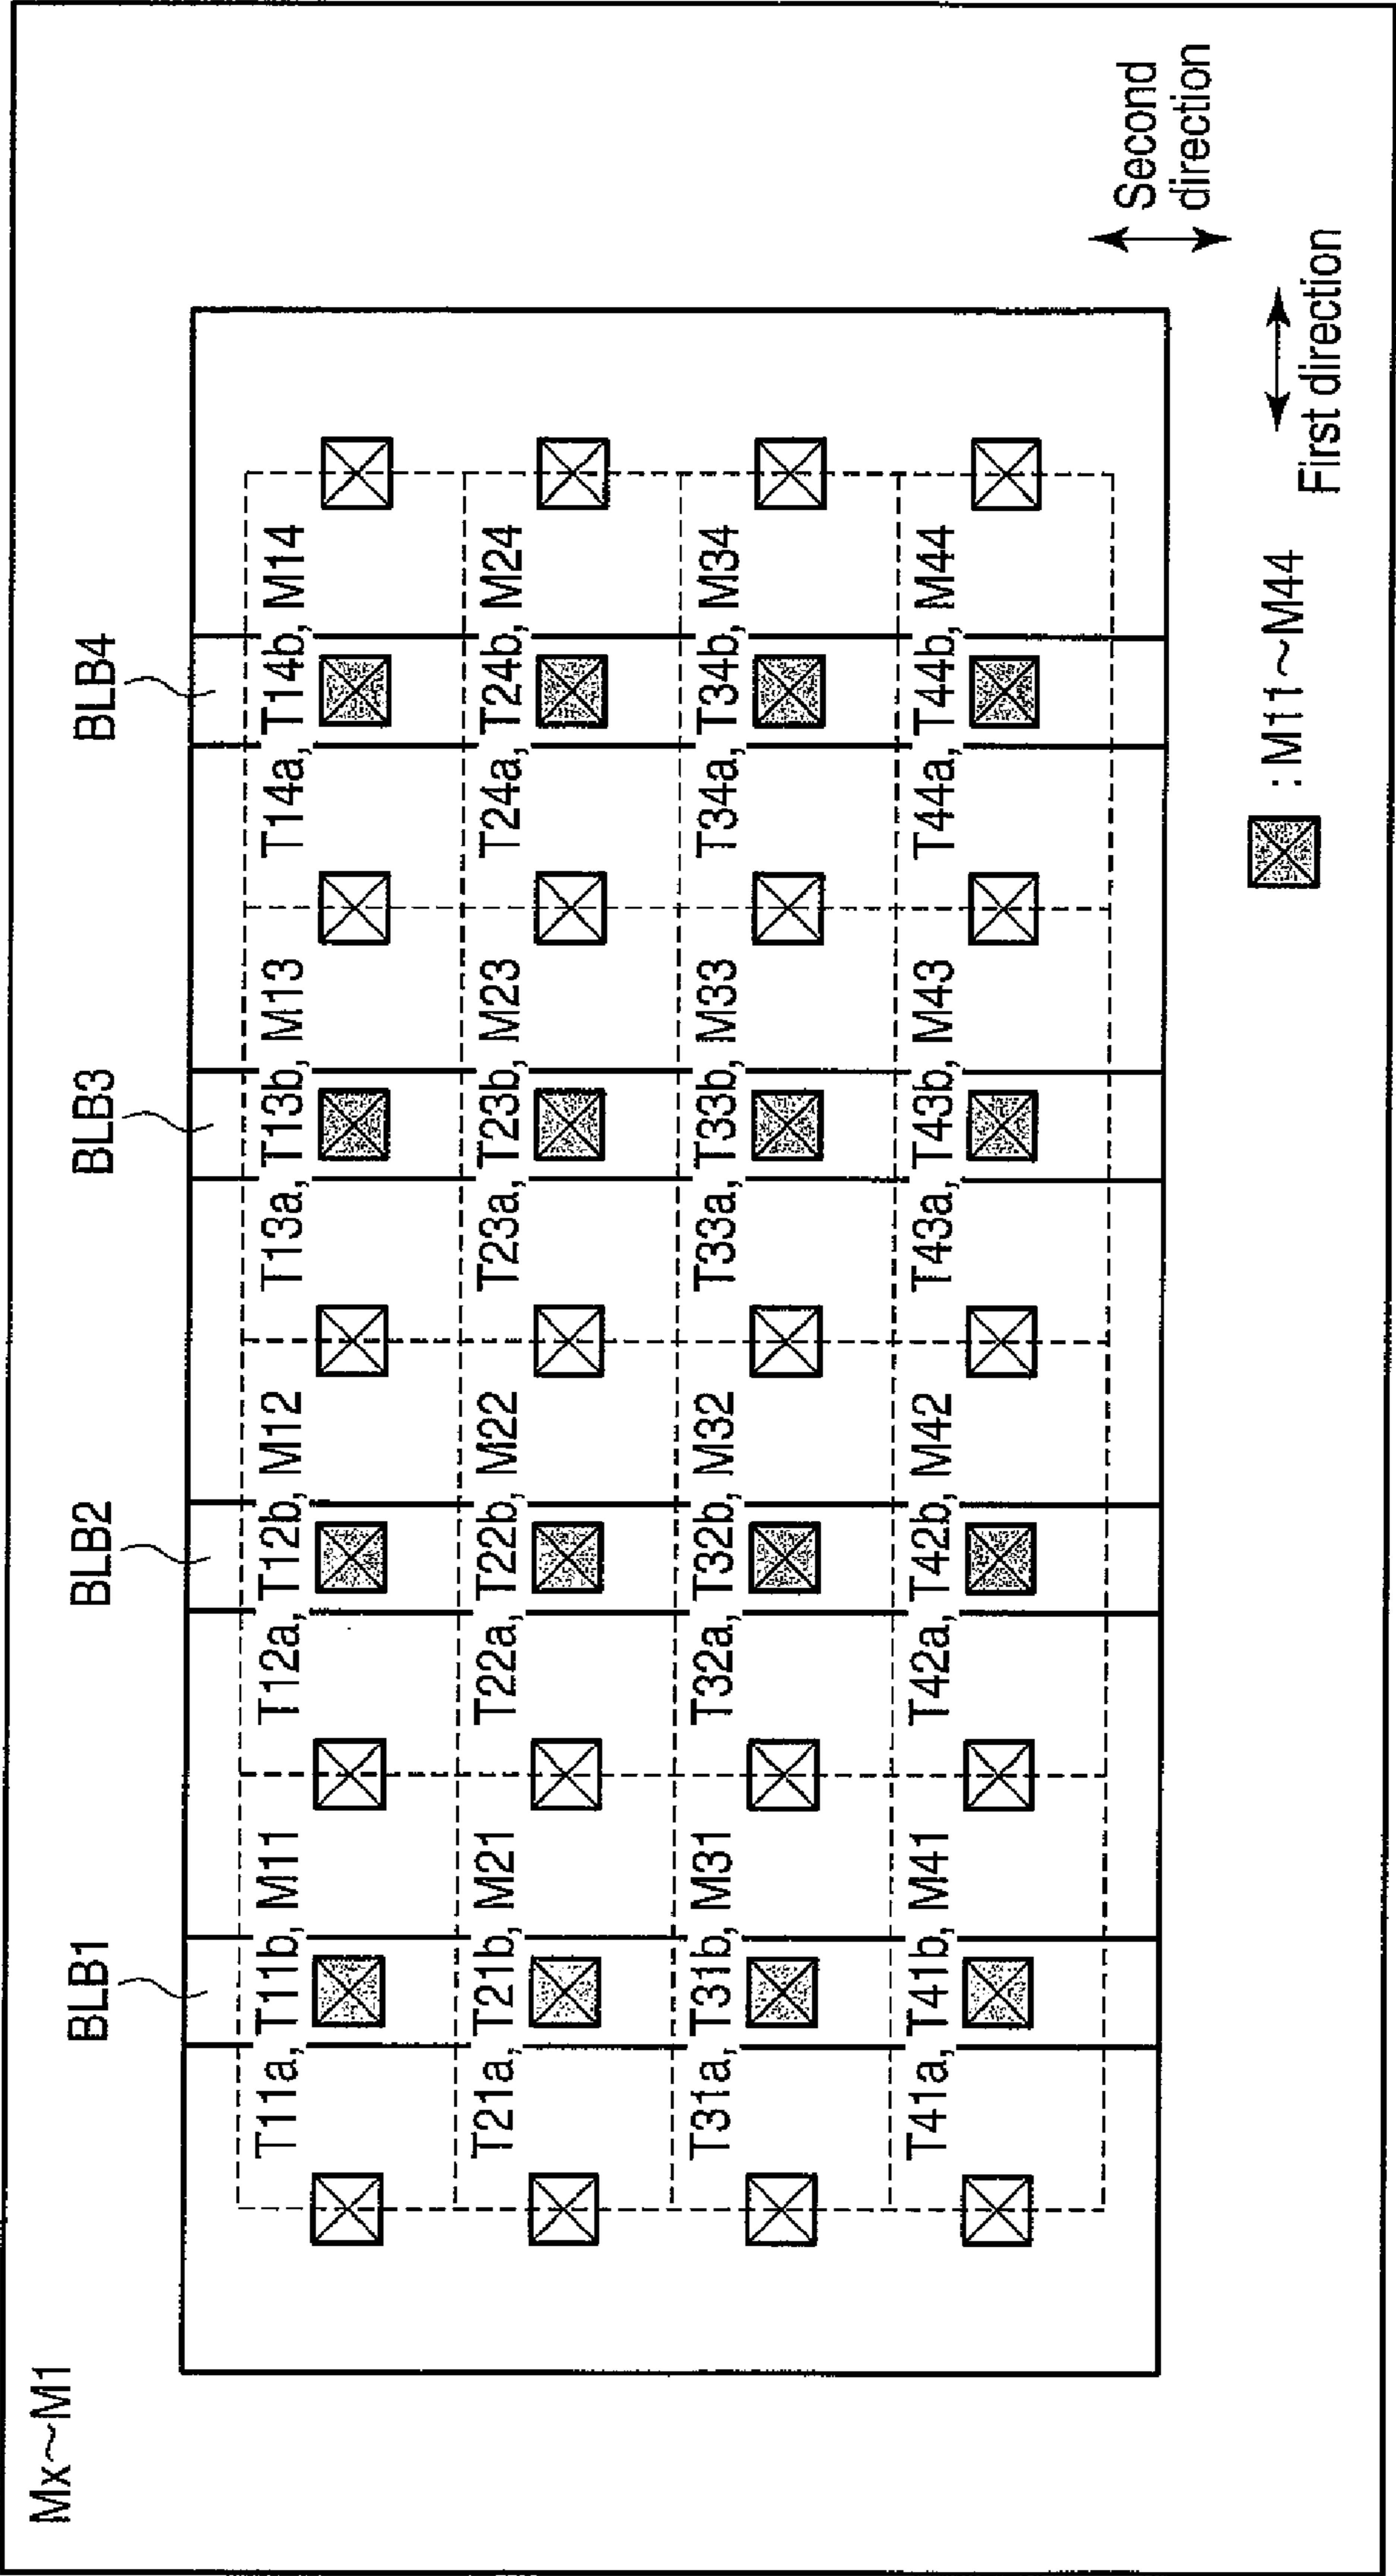 Mx~M1
BLB1
BLB2
BLB3
BLB4
T11a, T11b, M11
T12a, T12b, M12
T13a, T13b, M13
T14a, T14b, M14
T21a, T21b, M21
T22a, T22b, M22
T23a, T23b, M23
T24a, T24b, M24
T31a, T31b, M31
T32a, T32b, M32
T33a, T33b, M33
T34a, T34b, M34
T41a, T41b, M41
T42a, T42b, M42
T43a, T43b, M43
T44a, T44b, M44
Second
direction
: M11~M44
First direction